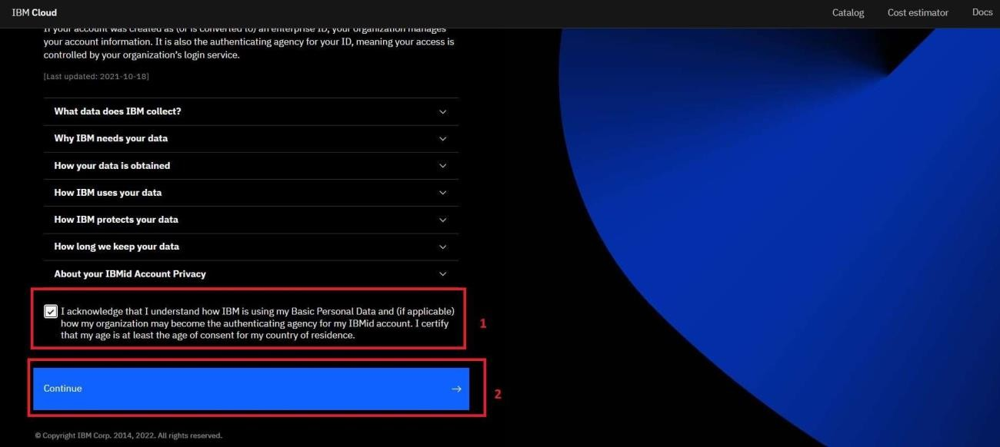 IBM Cloud
Catalog
Cost estimator
Docs
If your account was created as (or is converted to) an enterprise ID, your organization manages
your account information. It is also the authenticating agency for your ID, meaning your access is
controlled by your organization's login service.
[Last updated: 2021-10-18]
What data does IBM collect?
Why IBM needs your data
How your data is obtained
How IBM uses your data
How IBM protects your data
How long we keep your data
About your IBMid Account Privacy
I acknowledge that I understand how IBM is using my Basic Personal Data and (if applicable)
how my organization may become the authenticating agency for my IBMid account. I certify
that my age is at least the age of consent for my country of residence.
1
Continue
2
© Copyright IBM Corp. 2014, 2022. All rights reserved.